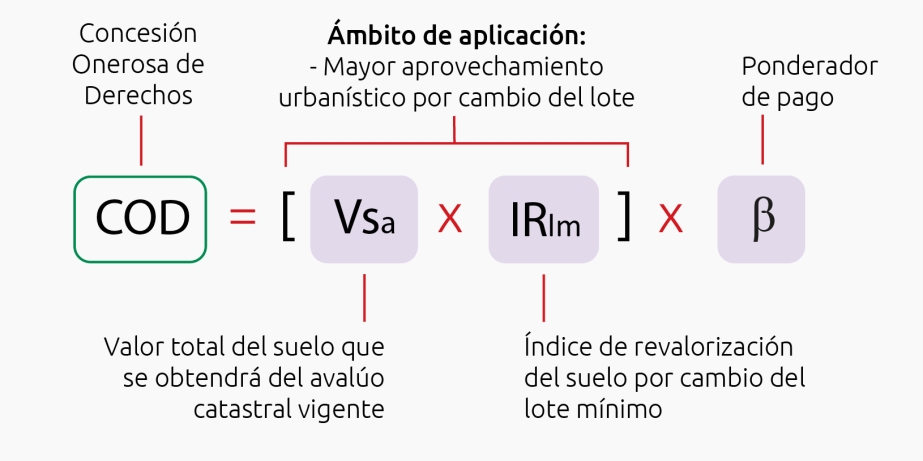 Concesión
Onerosa de
Derechos
Ámbito de aplicación:
- Mayor aprovechamiento
urbanístico por cambio del lote
Ponderador
de pago
COD = [ Vsa x IRlm ] x β
Valor total del suelo que
se obtendrá del avalúo
catastral vigente
Índice de revalorización
del suelo por cambio del
lote mínimo